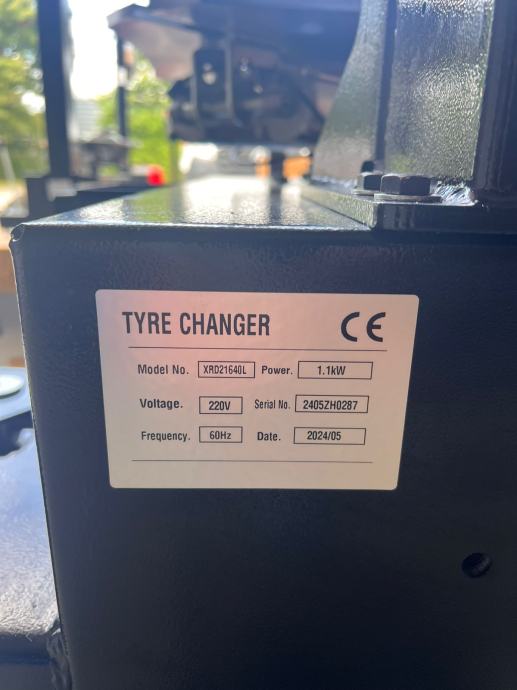 TYRE CHANGER CE
Model No. XRD21640L Power. 1.1kW
Voltage. 220V Serial No. 2405ZH0287
Frequency. 60Hz Date. 2024/05